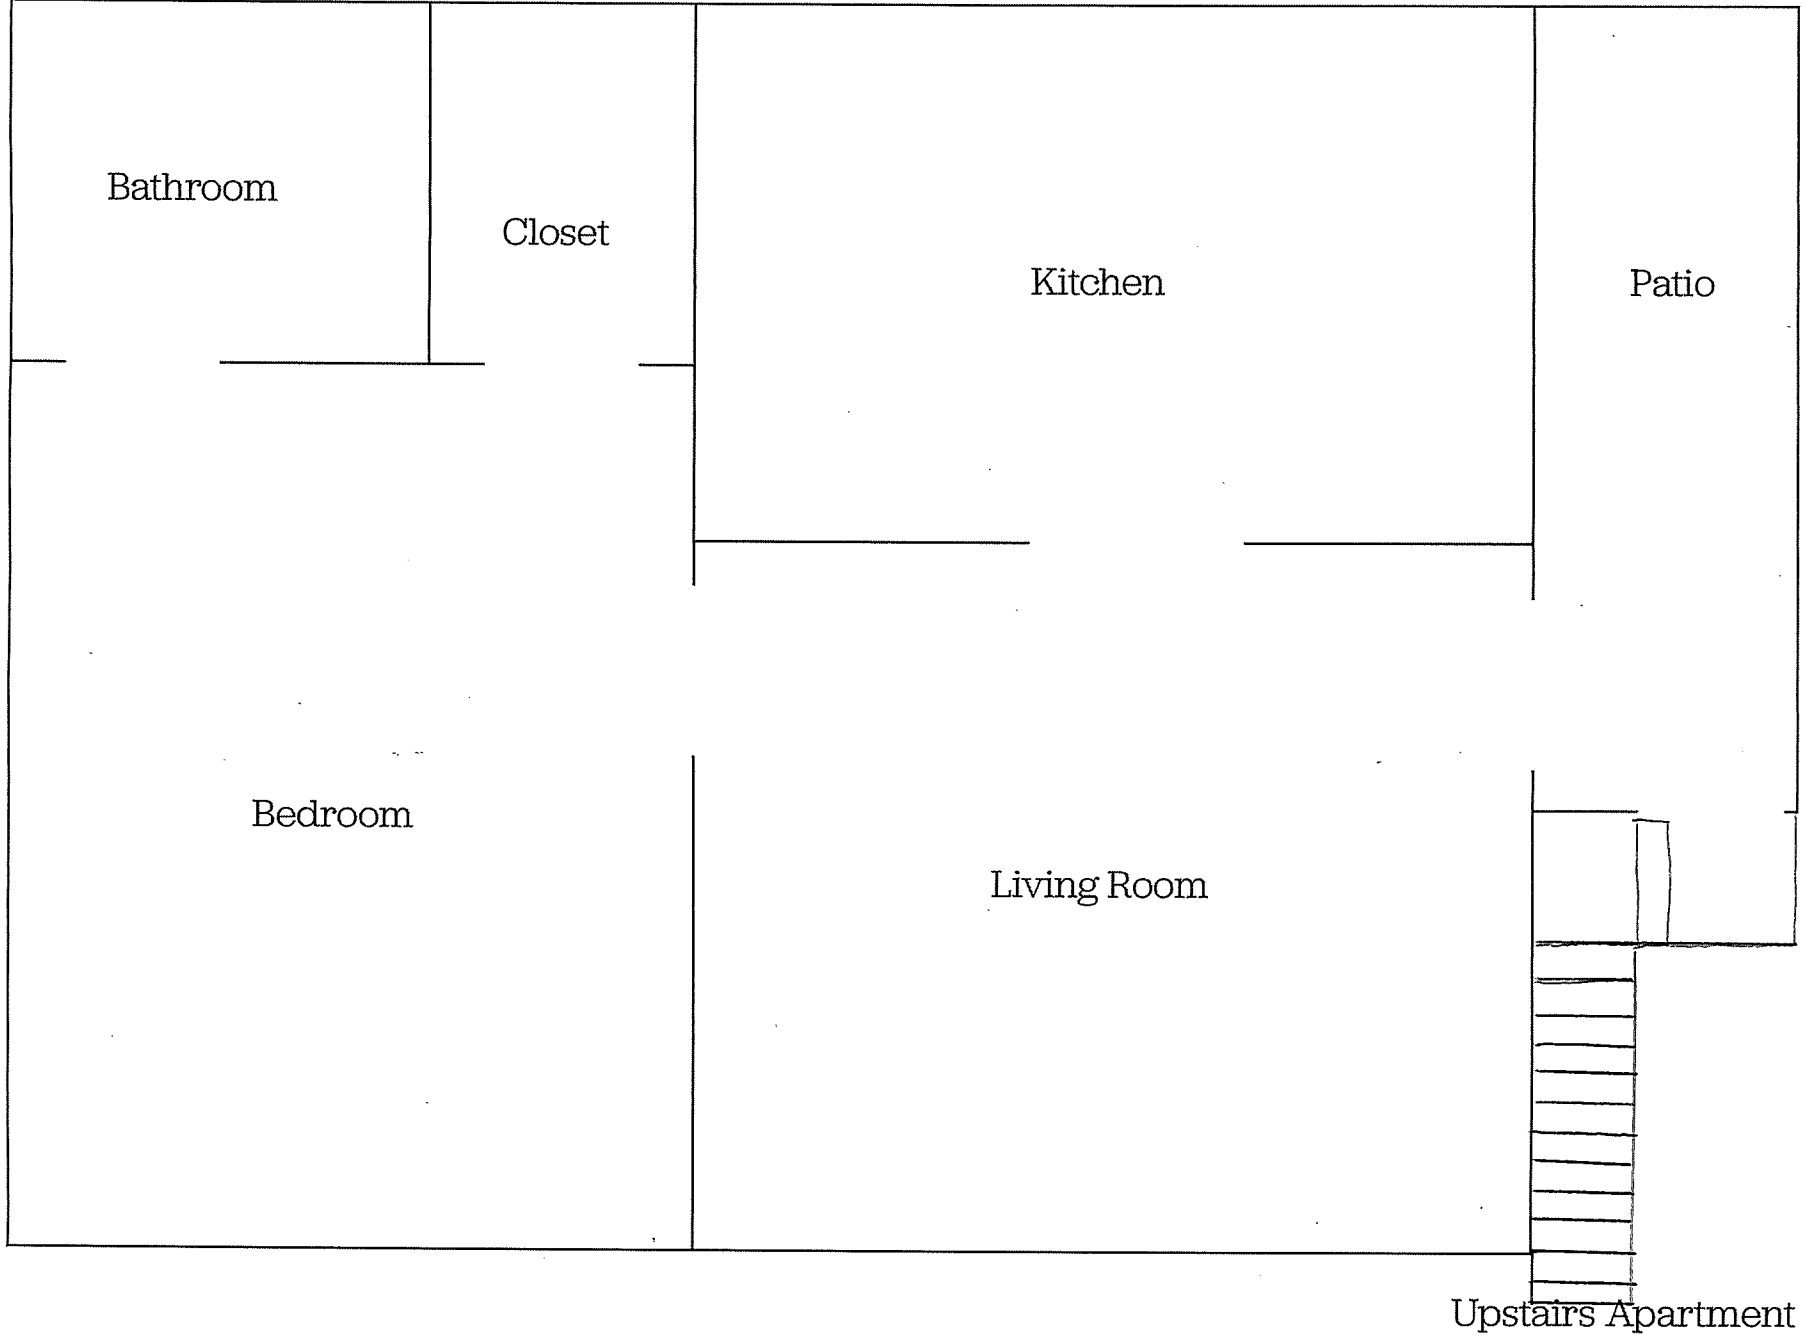 Bathroom
Closet
Kitchen
Patio
Bedroom
Living Room
Upstairs Apartment